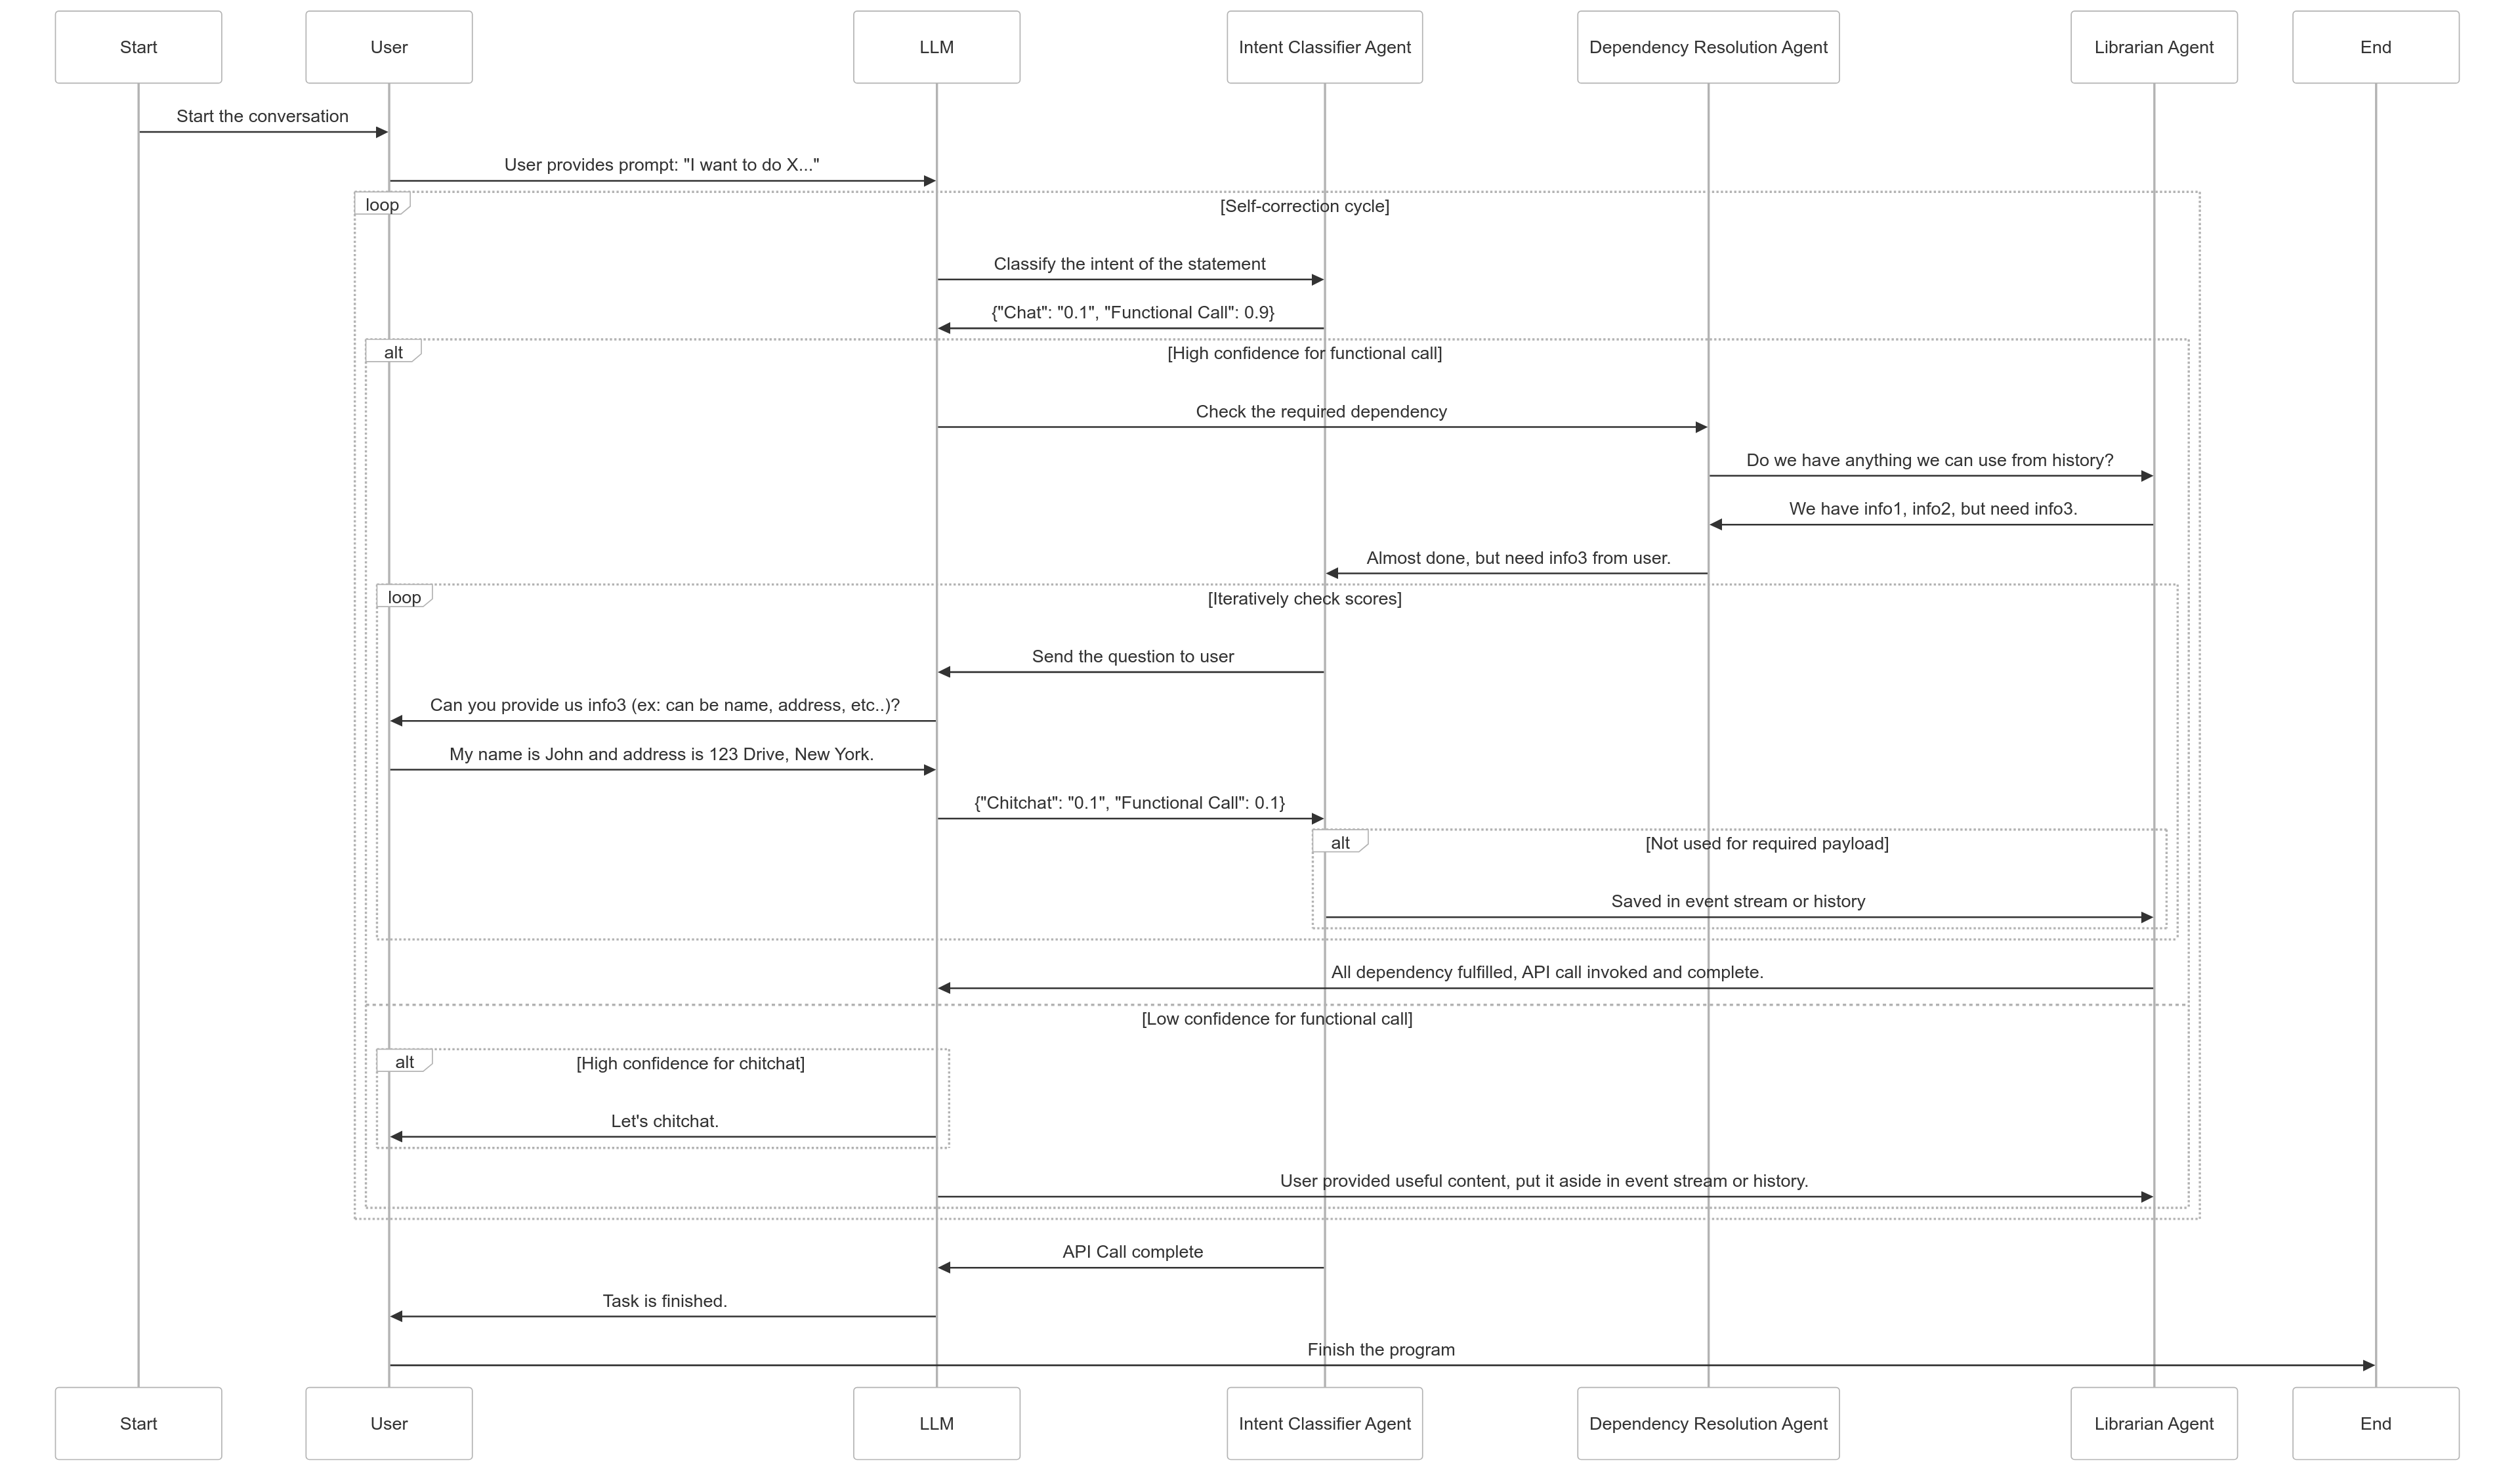 Start
User
LLM
Intent Classifier Agent
Dependency Resolution Agent
Librarian Agent
End
Start the conversation
User provides prompt: "I want to do X..."
loop
[Self-correction cycle]
Classify the intent of the statement
{"Chat": "0.1", "Functional Call": 0.9}
alt
[High confidence for functional call]
Check the required dependency
Do we have anything we can use from history?
We have info1, info2, but need info3.
Almost done, but need info3 from user.
loop
[Iteratively check scores]
Send the question to user
Can you provide us info3 (ex: can be name, address, etc..)?
My name is John and address is 123 Drive, New York.
{"Chitchat": "0.1", "Functional Call": 0.1}
alt
[Not used for required payload]
Saved in event stream or history
All dependency fulfilled, API call invoked and complete.
[Low confidence for functional call]
alt
[High confidence for chitchat]
Let's chitchat.
User provided useful content, put it aside in event stream or history.
API Call complete
Task is finished.
Finish the program
Start
User
LLM
Intent Classifier Agent
Dependency Resolution Agent
Librarian Agent
End